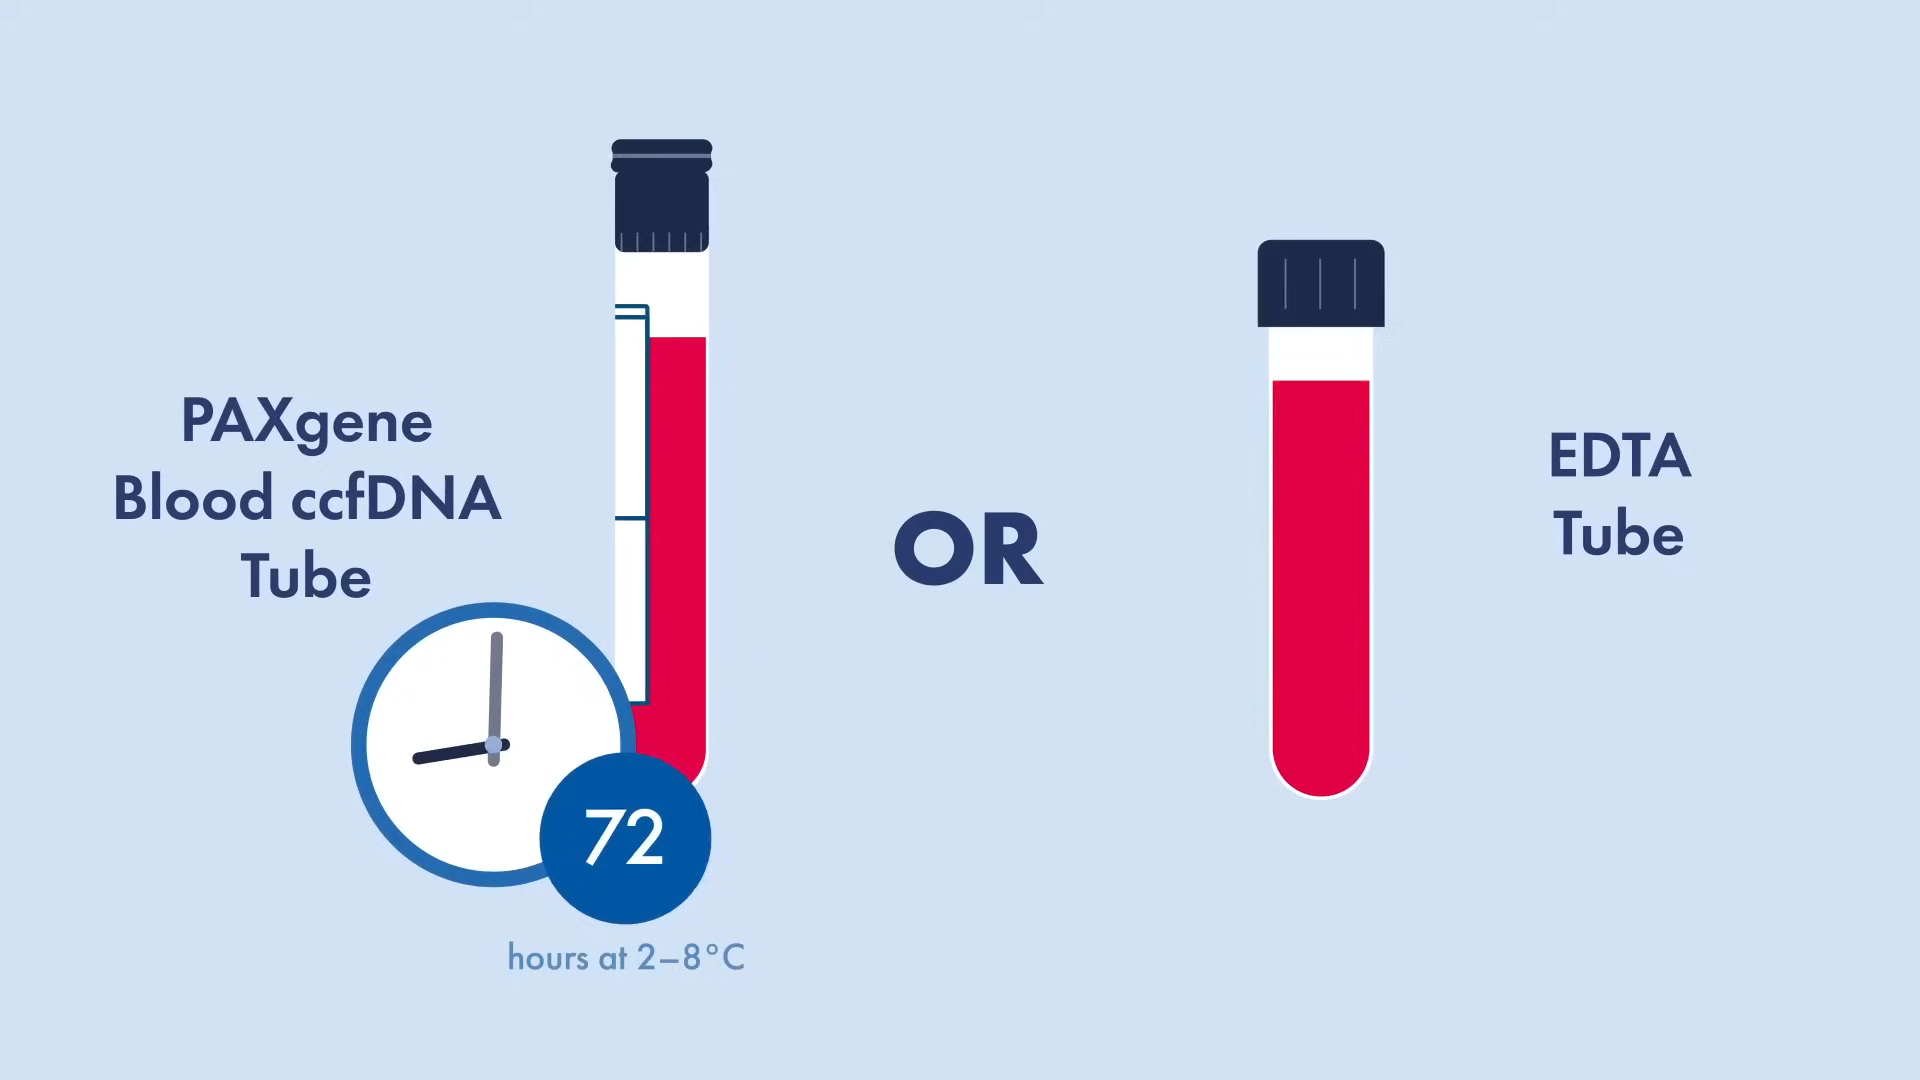 PAXgene
Blood ccfDNA
Tube
72
hours at 2–8°C
OR
EDTA
Tube